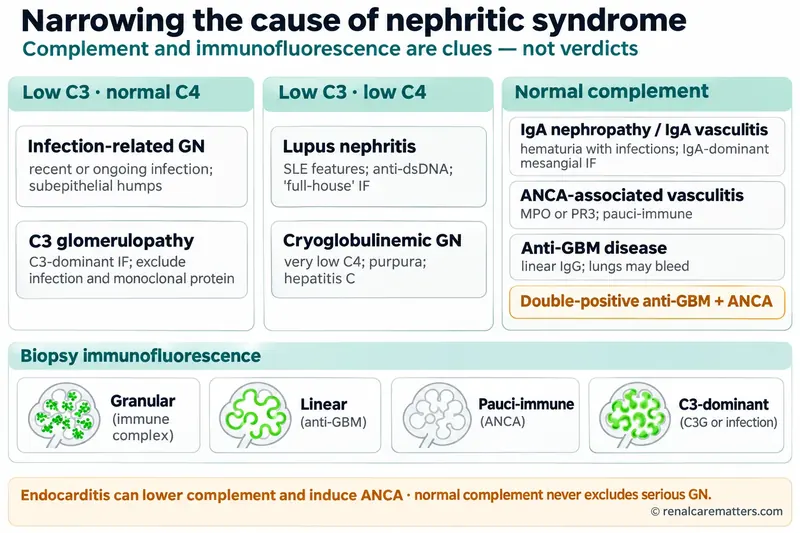 Narrowing the cause of nephritic syndrome
Complement and immunofluorescence are clues — not verdicts
Low C3 · normal C4
Infection-related GN
recent or ongoing infection;
subepithelial humps
C3 glomerulopathy
C3-dominant IF; exclude
infection and monoclonal protein
Low C3 · low C4
Lupus nephritis
SLE features; anti-dsDNA;
'full-house' IF
Cryoglobulinemic GN
very low C4; purpura;
hepatitis C
Normal complement
IgA nephropathy / IgA vasculitis
hematuria with infections; IgA-dominant
mesangial IF
ANCA-associated vasculitis
MPO or PR3; pauci-immune
Anti-GBM disease
linear IgG; lungs may bleed
Double-positive anti-GBM + ANCA
Biopsy immunofluorescence
Granular
(immune
complex)
Linear
(anti-GBM)
Pauci-immune
(ANCA)
C3-dominant
(C3G or infection)
Endocarditis can lower complement and induce ANCA · normal complement never excludes serious GN.
© renalcarematters.com